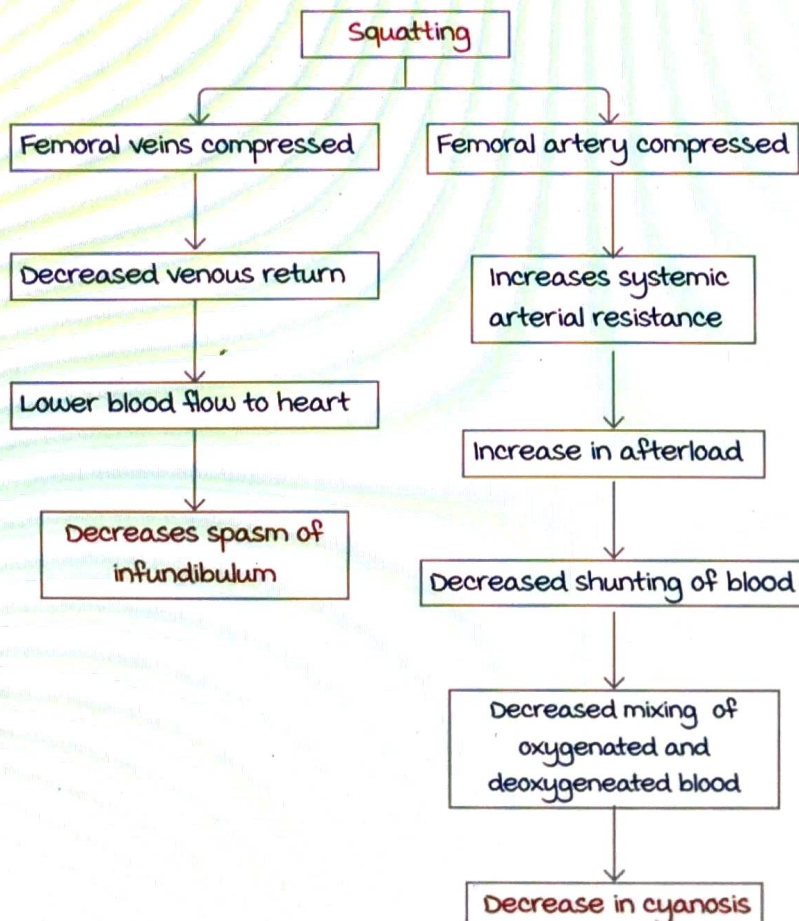 Squatting
Femoral veins compressed
Decreased venous return
Lower blood flow to heart
Decreases spasm of
infundibulum
Femoral artery compressed
Increases systemic
arterial resistance
Increase in afterload
Decreased shunting of blood
Decreased mixing of
oxygenated and
deoxygeneated blood
Decrease in cyanosis